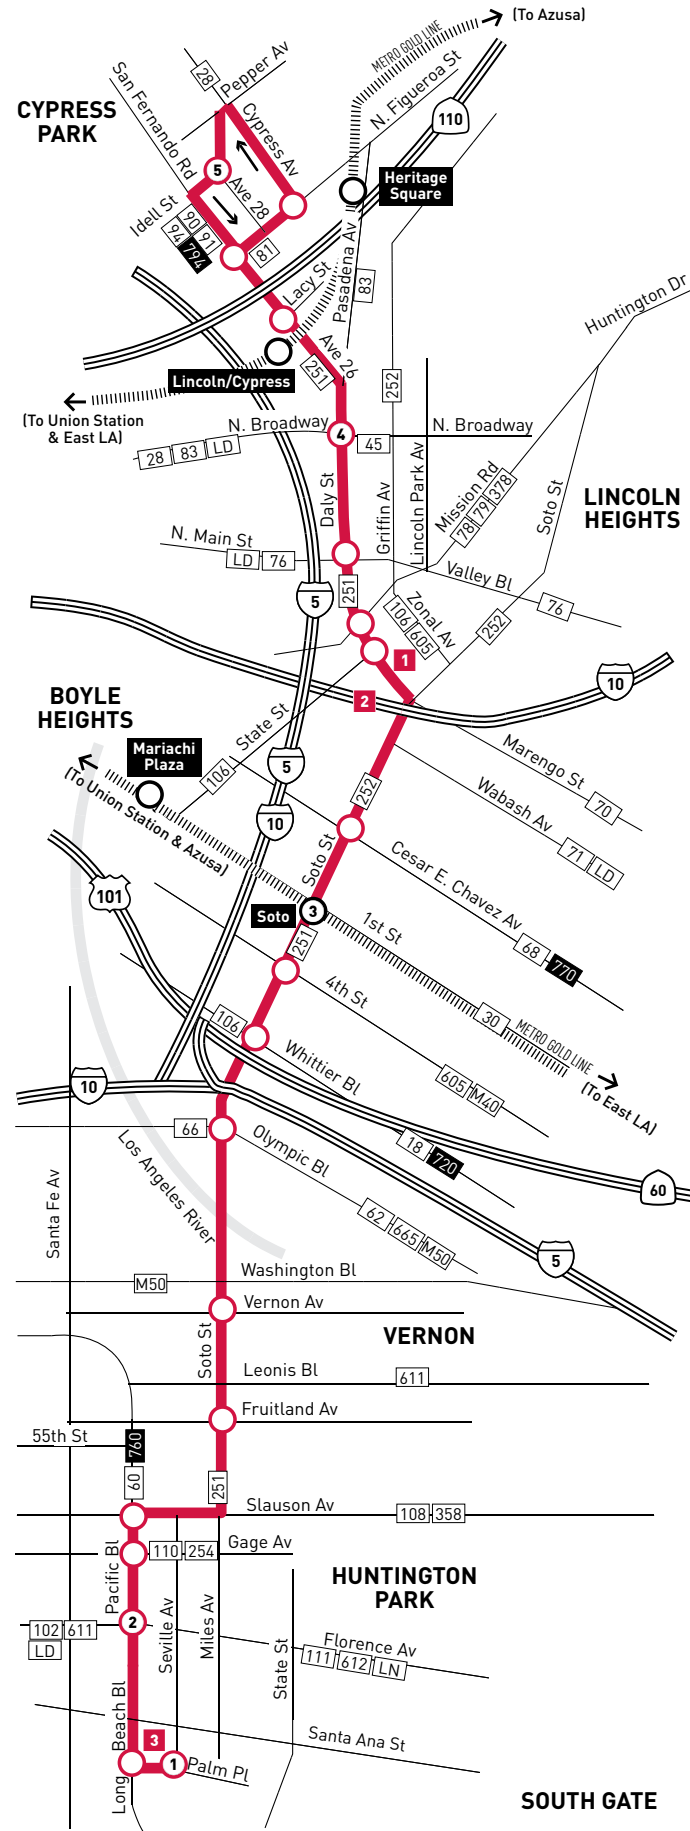 (To Azusa)
METRO GOLD LINE
28
Pepper Av
San Fernando Rd
N. Figueroa St
CYPRESS
PARK
Cypress Av
110
5
Ave 28
Heritage
Square
Idell St
90 91
94 794
81
Pasadena Av
Lacy St
83
Huntington Dr
Ave 26
Lincoln/Cypress
251
252
(To Union Station
& East LA)
N. Broadway
N. Broadway
4
45
28 83 LD
Daly St
Griffin Av
Lincoln Park Av
Mission Rd
78 79 378
Soto St
LINCOLN
HEIGHTS
N. Main St
LD 76
Valley Bl
251
5
Zonal Av
106 605
76
252
1
10
2
BOYLE
HEIGHTS
State St
Mariachi
Plaza
5
106
Marengo St
70
(To Union Station & Azusa)
252
Wabash Av
71 LD
10
Soto St
Cesar E. Chavez Av
68 770
101
Soto
3
1st St
251
4th St
30
METRO GOLD LINE
(To East LA)
106
Whittier Bl
605 M40
10
66
Olympic Bl
18 720
Los Angeles River
60
Santa Fe Av
62 665 M50
5
Washington Bl
M50
Vernon Av
VERNON
Soto St
Leonis Bl
611
Fruitland Av
55th St
760
60
251
Slauson Av
108 358
Gage Av
110 254
Pacific Bl
HUNTINGTON
PARK
102 611
LD
2
Seville Av
Miles Av
State St
Florence Av
111 612 LN
Long Beach Bl
3
Santa Ana St
1
Palm Pl
SOUTH GATE